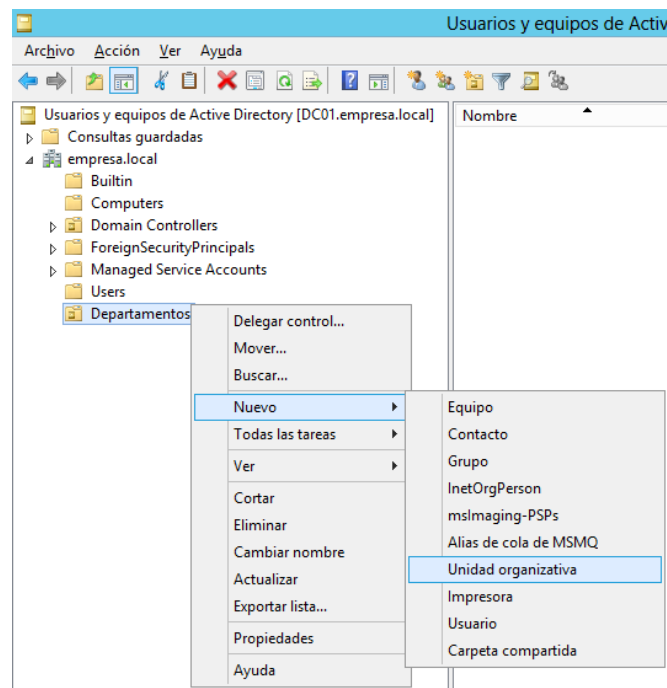 Usuarios y equipos de Activ
Archivo Acción Ver Ayuda
Usuarios y equipos de Active Directory [DC01.empresa.local]
Nombre
Consultas guardadas
empresa.local
Builtin
Computers
Domain Controllers
ForeignSecurityPrincipals
Managed Service Accounts
Users
Departamentos
Delegar control...
Mover...
Buscar...
Nuevo
Todas las tareas
Ver
Cortar
Eliminar
Cambiar nombre
Actualizar
Exportar lista...
Propiedades
Ayuda
Equipo
Contacto
Grupo
InetOrgPerson
msImaging-PSPs
Alias de cola de MSMQ
Unidad organizativa
Impresora
Usuario
Carpeta compartida